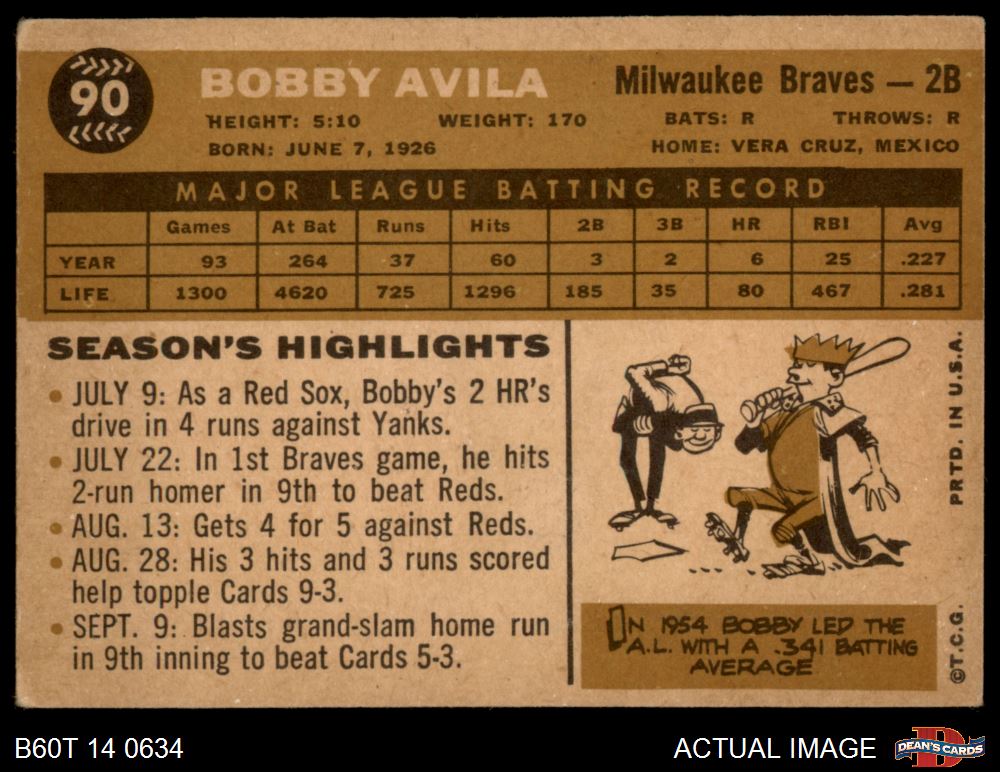 90
BOBBY AVILA
Milwaukee Braves — 2B
HEIGHT: 5:10 WEIGHT: 170 BATS: R THROWS: R
BORN: JUNE 7, 1926 HOME: VERA CRUZ, MEXICO
MAJOR LEAGUE BATTING RECORD
Games At Bat Runs Hits 2B 3B HR RBI Avg
YEAR 93 264 37 60 3 2 6 25 .227
LIFE 1300 4620 725 1296 185 35 80 467 .281
SEASON'S HIGHLIGHTS
• JULY 9: As a Red Sox, Bobby's 2 HR's
drive in 4 runs against Yanks.
• JULY 22: In 1st Braves game, he hits
2-run homer in 9th to beat Reds.
• AUG. 13: Gets 4 for 5 against Reds.
• AUG. 28: His 3 hits and 3 runs scored
help topple Cards 9-3.
• SEPT. 9: Blasts grand-slam home run
in 9th inning to beat Cards 5-3.
IN 1954 BOBBY LED THE
A.L. WITH A .341 BATTING
AVERAGE
©T.C.G. PRTD. IN U.S.A.
B60T 14 0634
ACTUAL IMAGE
D
DEAN'S CARDS